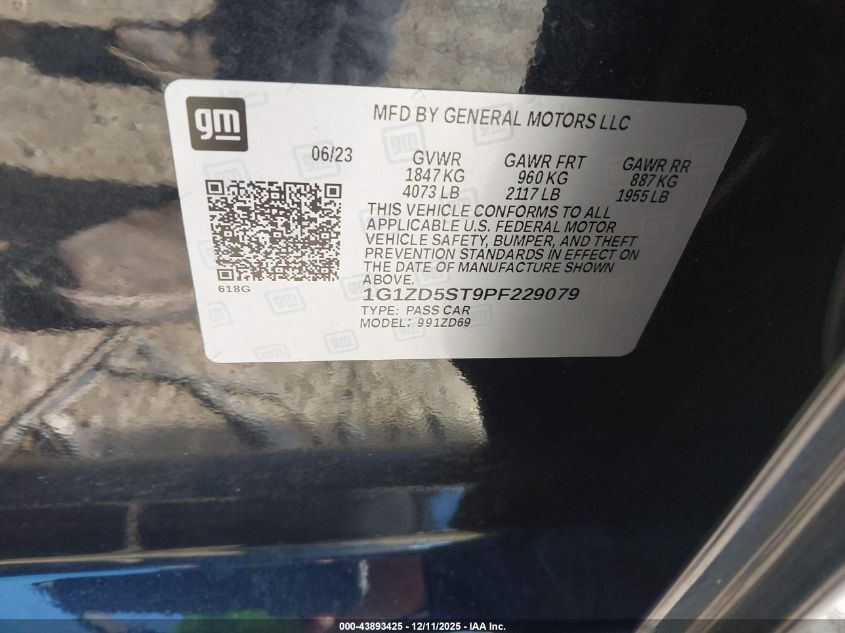 gm
MFD BY GENERAL MOTORS LLC
06/23
GVWR GAWR FRT GAWR RR
1847 KG 960 KG 887 KG
4073 LB 2117 LB 1955 LB
THIS VEHICLE CONFORMS TO ALL
APPLICABLE U.S. FEDERAL MOTOR
VEHICLE SAFETY, BUMPER, AND THEFT
PREVENTION STANDARDS IN EFFECT ON
THE DATE OF MANUFACTURE SHOWN
ABOVE.
618G
1G1ZD5ST9PF229079
TYPE: PASS CAR
MODEL: 991ZD69
000-43893425 - 12/11/2025 - IAA Inc.